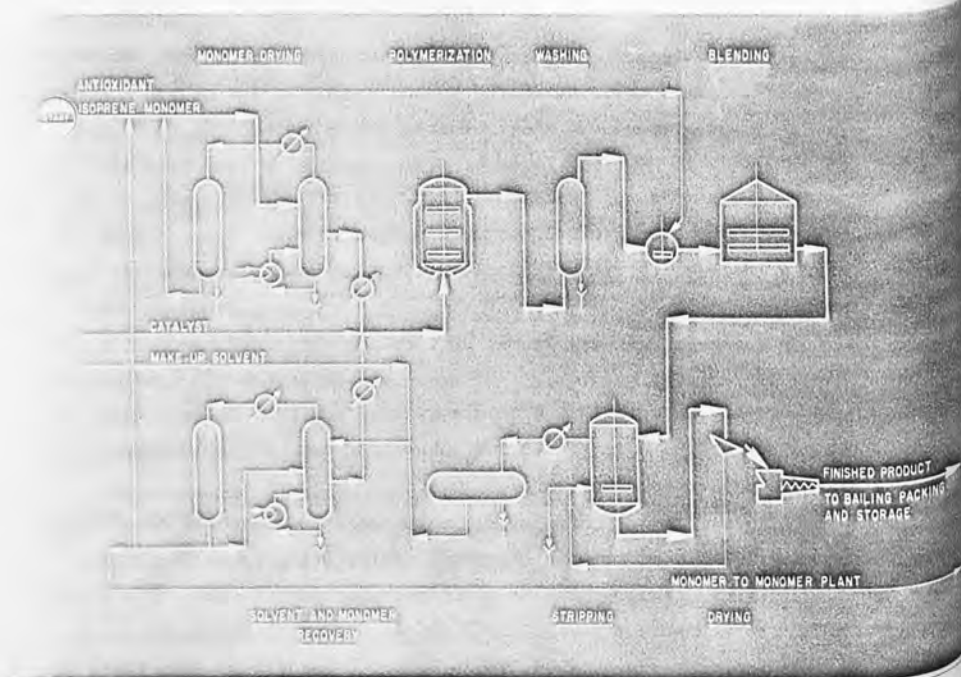 MONOMER DRYING
POLYMERIZATION
WASHING
BLENDING
ANTIOXIDANT
START
ISOPRENE MONOMER
CATALYST
MAKE-UP SOLVENT
FINISHED PRODUCT
TO BAILING PACKING
AND STORAGE
MONOMER TO MONOMER PLANT
SOLVENT AND MONOMER
RECOVERY
STRIPPING
DRYING